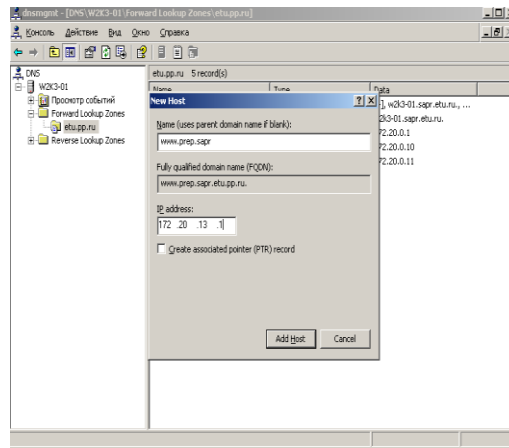 dnsmgmt - [DNS\W2K3-01\Forward Lookup Zones\etu.pp.ru]
Консоль Действие Вид Окно Справка
DNS
W2K3-01
Просмотр событий
Forward Lookup Zones
etu.pp.ru
Reverse Lookup Zones
etu.pp.ru 5 record(s)
Name Type Data
], w2k3-01.sapr.etu.ru., ...
2k3-01.sapr.etu.ru.
72.20.0.1
72.20.0.10
72.20.0.11
New Host
Name (uses parent domain name if blank):
www.prep.sapr
Fully qualified domain name (FQDN):
www.prep.sapr.etu.pp.ru.
IP address:
172 .20 .13 .1
Create associated pointer (PTR) record
Add Host Cancel